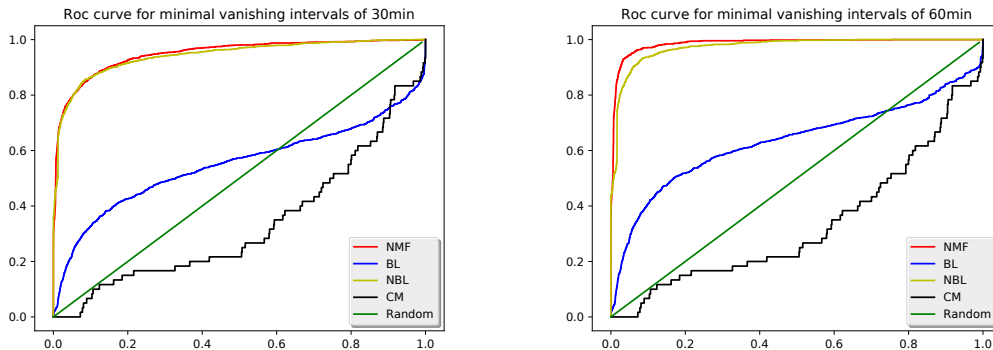 Roc curve for minimal vanishing intervals of 30min
1.0
0.8
0.6
0.4
0.2
0.0
0.0 0.2 0.4 0.6 0.8 1.0
NMF
BL
NBL
CM
Random
Roc curve for minimal vanishing intervals of 60min
1.0
0.8
0.6
0.4
0.2
0.0
0.0 0.2 0.4 0.6 0.8 1.0
NMF
BL
NBL
CM
Random